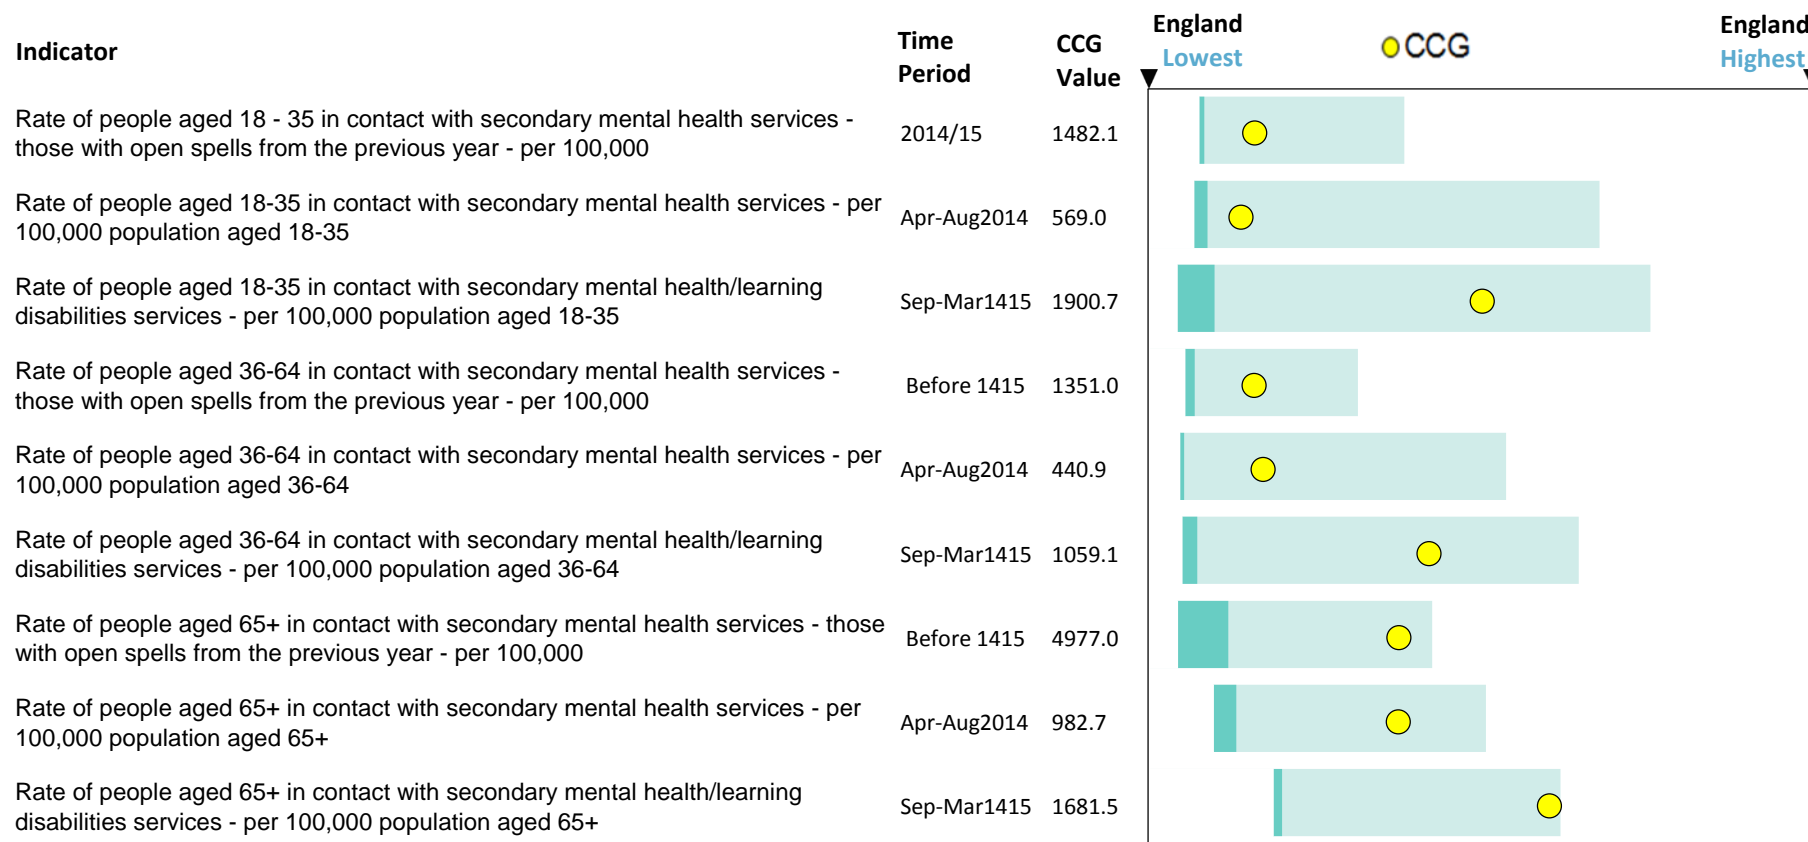 Indicator
Time
Period
CCG
Value
England
Lowest
CCG
England
Highest
Rate of people aged 18 - 35 in contact with secondary mental health services -
those with open spells from the previous year - per 100,000
2014/15 1482.1
Rate of people aged 18-35 in contact with secondary mental health services - per
100,000 population aged 18-35
Apr-Aug2014 569.0
Rate of people aged 18-35 in contact with secondary mental health/learning
disabilities services - per 100,000 population aged 18-35
Sep-Mar1415 1900.7
Rate of people aged 36-64 in contact with secondary mental health services -
those with open spells from the previous year - per 100,000
Before 1415 1351.0
Rate of people aged 36-64 in contact with secondary mental health services - per
100,000 population aged 36-64
Apr-Aug2014 440.9
Rate of people aged 36-64 in contact with secondary mental health/learning
disabilities services - per 100,000 population aged 36-64
Sep-Mar1415 1059.1
Rate of people aged 65+ in contact with secondary mental health services - those
with open spells from the previous year - per 100,000
Before 1415 4977.0
Rate of people aged 65+ in contact with secondary mental health services - per
100,000 population aged 65+
Apr-Aug2014 982.7
Rate of people aged 65+ in contact with secondary mental health/learning
disabilities services - per 100,000 population aged 65+
Sep-Mar1415 1681.5